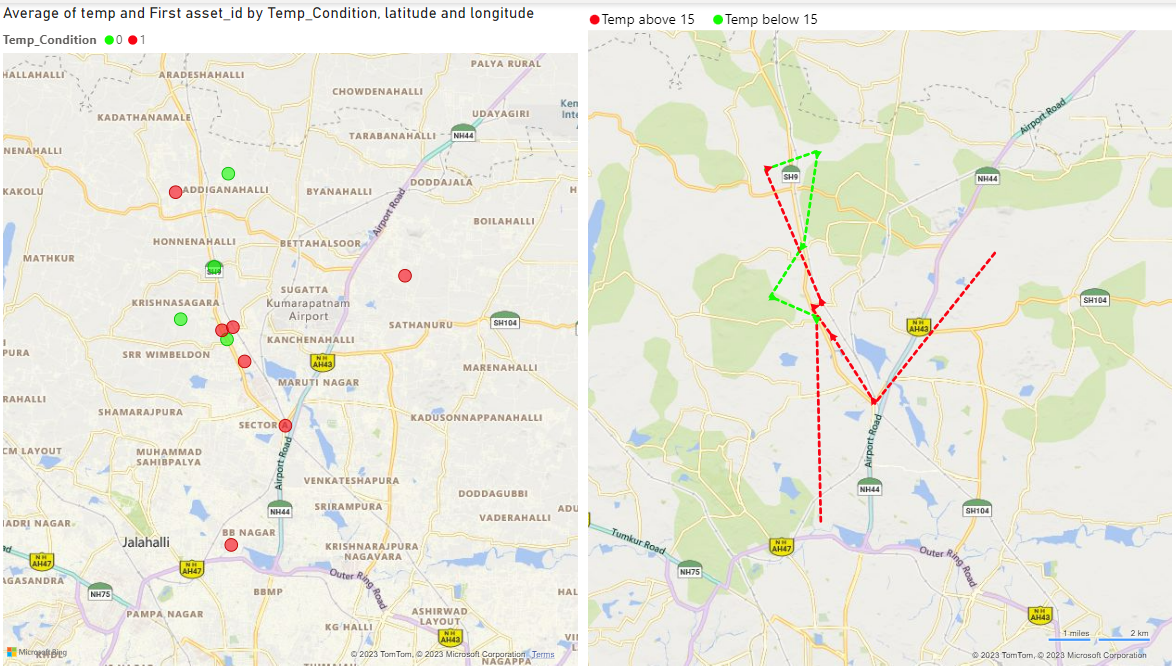 Average of temp and First asset_id by Temp_Condition, latitude and longitude
Temp_Condition 0 1
PALYA RURAL
HALLAHALLI
ARADESHAHALLI
CHOWDENAHALLI
KADATHANAMALE
UDAYAGIRI
TARABANAHALLI
NH44
NENAHALLI
KAKOLU
ADDIGANAHALLI
BYANAHALLI
DODDAJALA
Airport Road
BOILAHALLI
HONNENAHALLI
BETTAHALSOOR
MATHKUR
SH9
SUGATTA
KRISHNASAGARA
Kumarapatnam
Airport
SATHANURU
SH104
KANCHENAHALLI
PURA
SRR WIMBELDON
NH
AH43
MARENAHALLI
MARUTI NAGAR
RAHALLI
SHAMARAJPURA
KADUSONNAPPANAHALLI
SECTOR A
CM LAYOUT
MUHAMMAD
SAHIBPALYA
Airport Road
VENKATESHAPURA
DODDAGUBBI
NH44
SRIRAMPURA
VADERAHALLI
IADRI NAGAR
BB NAGAR
Jalahalli
KRISHNARAJPURA
NAGAVARA
NH
AH47
NH
AH47
AGASANDRA
NH75
BBMP
Outer Ring Road
PAMPA NAGAR
ASHIRWAD
LAYOUT
KG HALLI
NH
AH43
Microsoft Bing
© 2023 TomTom, © 2023 Microsoft Corporation Terms
NAGAPPA
Temp above 15 Temp below 15
Airport Road
SH9
NH44
SH104
NH
AH43
Airport Road
NH44
SH104
Tumkur Road
NH
AH47
Outer Ring Road
NH75
NH
AH43
1 miles 2 km
© 2023 TomTom, © 2023 Microsoft Corporation